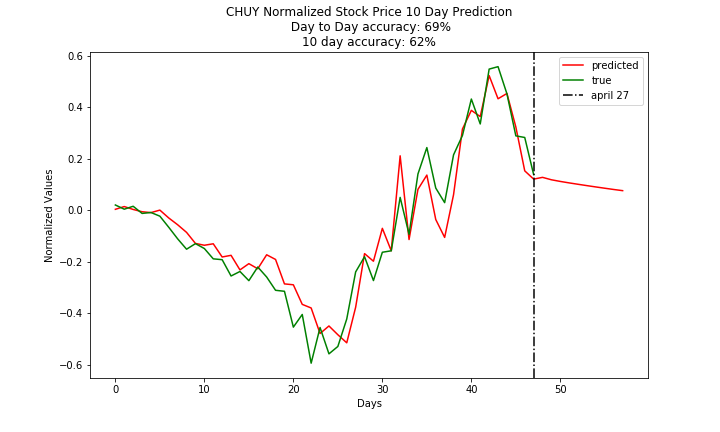 CHUY Normalized Stock Price 10 Day Prediction
Day to Day accuracy: 69%
10 day accuracy: 62%
predicted
true
april 27
Normalized Values
0.6
0.4
0.2
0.0
−0.2
−0.4
−0.6
0 10 20 30 40 50
Days